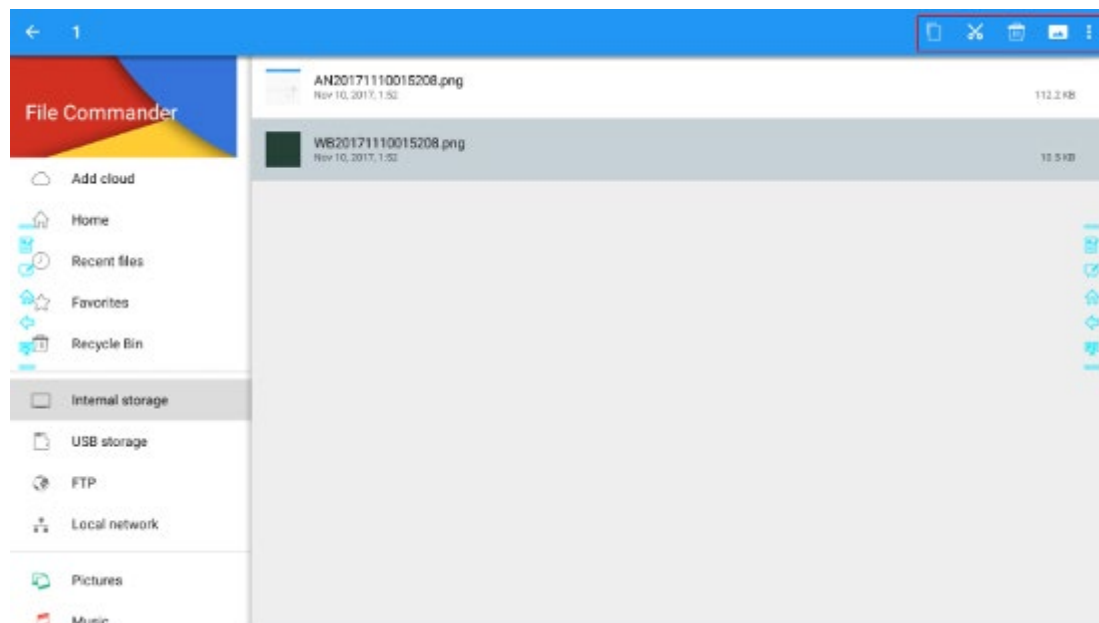 1
File Commander
AN20171110015208.png
Nov 10, 2017, 1:52
112.2 KB
WB20171110015208.png
Nov 10, 2017, 1:52
10.5 KB
Add cloud
Home
Recent files
Favorites
Recycle Bin
Internal storage
USB storage
FTP
Local network
Pictures
Music